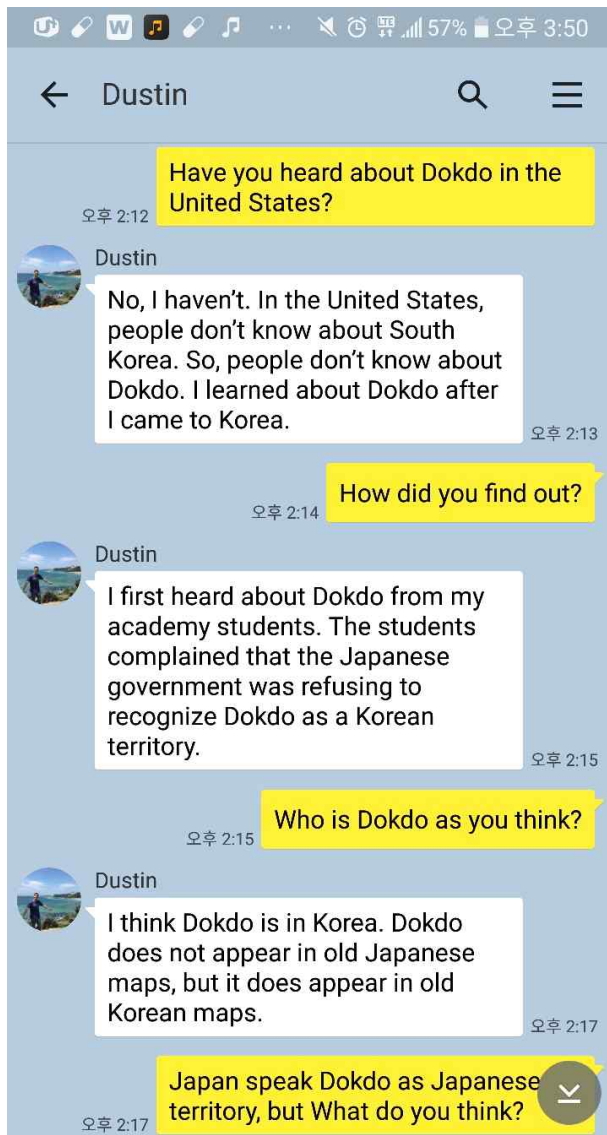 57% 오후 3:50
Dustin
Have you heard about Dokdo in the
United States?
오후 2:12
Dustin
No, I haven't. In the United States,
people don't know about South
Korea. So, people don't know about
Dokdo. I learned about Dokdo after
I came to Korea.
오후 2:13
How did you find out?
오후 2:14
Dustin
I first heard about Dokdo from my
academy students. The students
complained that the Japanese
government was refusing to
recognize Dokdo as a Korean
territory.
오후 2:15
Who is Dokdo as you think?
오후 2:15
Dustin
I think Dokdo is in Korea. Dokdo
does not appear in old Japanese
maps, but it does appear in old
Korean maps.
오후 2:17
Japan speak Dokdo as Japanese
territory, but What do you think?
오후 2:17